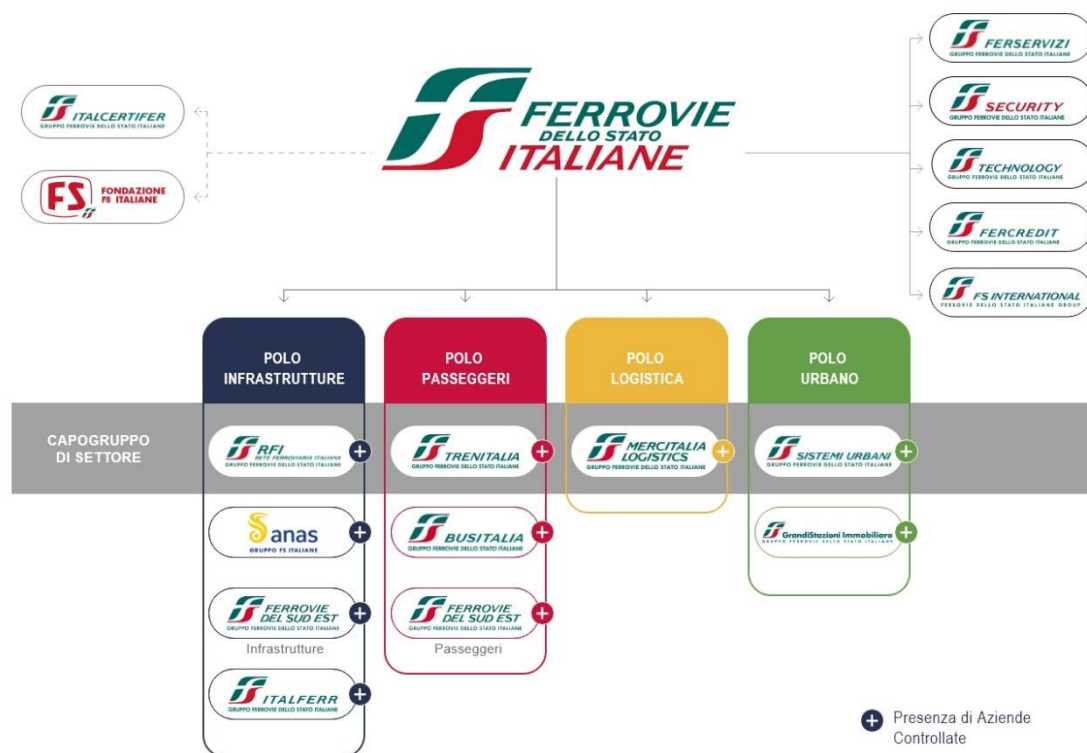 FERROVIE
DELLO STATO
ITALIANE
ITALCERTIFER
GRUPPO FERROVIE DELLO STATO ITALIANE
FS
FONDAZIONE
FS ITALIANE
FERSERVIZI
GRUPPO FERROVIE DELLO STATO ITALIANE
SECURITY
GRUPPO FERROVIE DELLO STATO ITALIANE
TECHNOLOGY
GRUPPO FERROVIE DELLO STATO ITALIANE
FERCREDIT
GRUPPO FERROVIE DELLO STATO ITALIANE
FS INTERNATIONAL
FERROVIE DELLO STATO ITALIANE GROUP
POLO
INFRASTRUTTURE
POLO
PASSEGGERI
POLO
LOGISTICA
POLO
URBANO
CAPOGRUPPO
DI SETTORE
RFI
RETE FERROVIARIA ITALIANA
GRUPPO FERROVIE DELLO STATO ITALIANE
TRENITALIA
GRUPPO FERROVIE DELLO STATO ITALIANE
MERCITALIA
LOGISTICS
GRUPPO FERROVIE DELLO STATO ITALIANE
SISTEMI URBANI
GRUPPO FERROVIE DELLO STATO ITALIANE
anas
GRUPPO FS ITALIANE
BUSITALIA
GRUPPO FERROVIE DELLO STATO ITALIANE
GrandiStazioni Immobiliare
GRUPPO FERROVIE DELLO STATO ITALIANE
FERROVIE
DEL SUD EST
GRUPPO FERROVIE DELLO STATO ITALIANE
Infrastrutture
FERROVIE
DEL SUD EST
GRUPPO FERROVIE DELLO STATO ITALIANE
Passeggeri
ITALFERR
GRUPPO FERROVIE DELLO STATO ITALIANE
Presenza di Aziende
Controllate